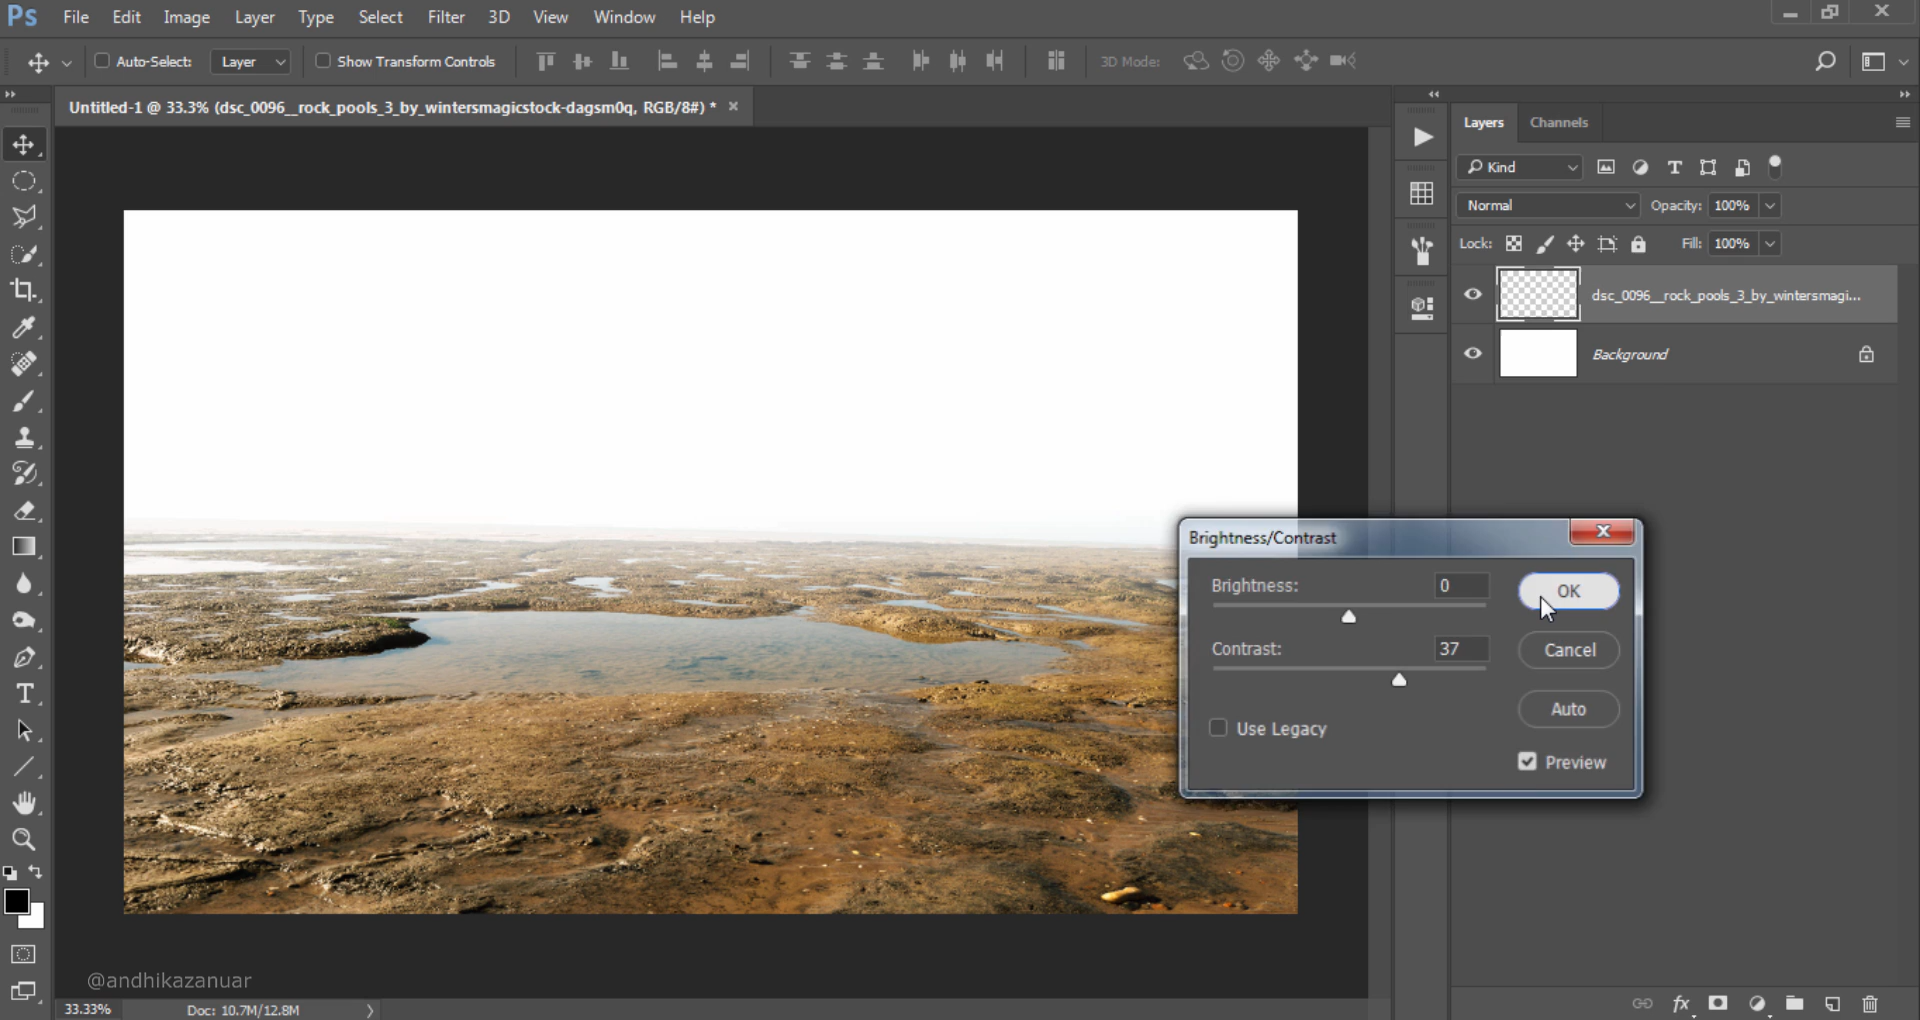 Ps File Edit Image Layer Type Select Filter 3D View Window Help
Auto-Select: Layer Show Transform Controls 3D Mode:
Untitled-1 @ 33.3% (dsc_0096__rock_pools_3_by_wintersmagicstock-dagsm0q, RGB/8#) * ×
Layers Channels
Kind
Normal Opacity: 100%
Lock: Fill: 100%
dsc_0096__rock_pools_3_by_wintersmagi...
Background
Brightness/Contrast
Brightness: 0
OK
Contrast: 37
Cancel
Auto
Use Legacy
Preview
@andhikazanuar
33.33% Doc: 10.7M/12.8M
fx